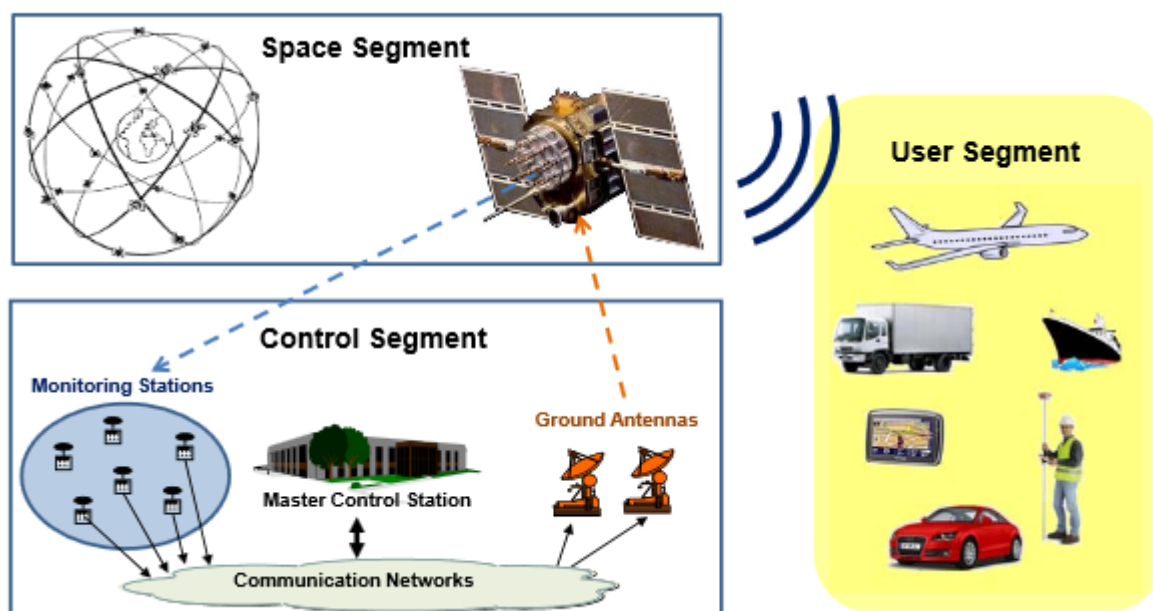 Space Segment
User Segment
Control Segment
Monitoring Stations
Ground Antennas
Master Control Station
Communication Networks